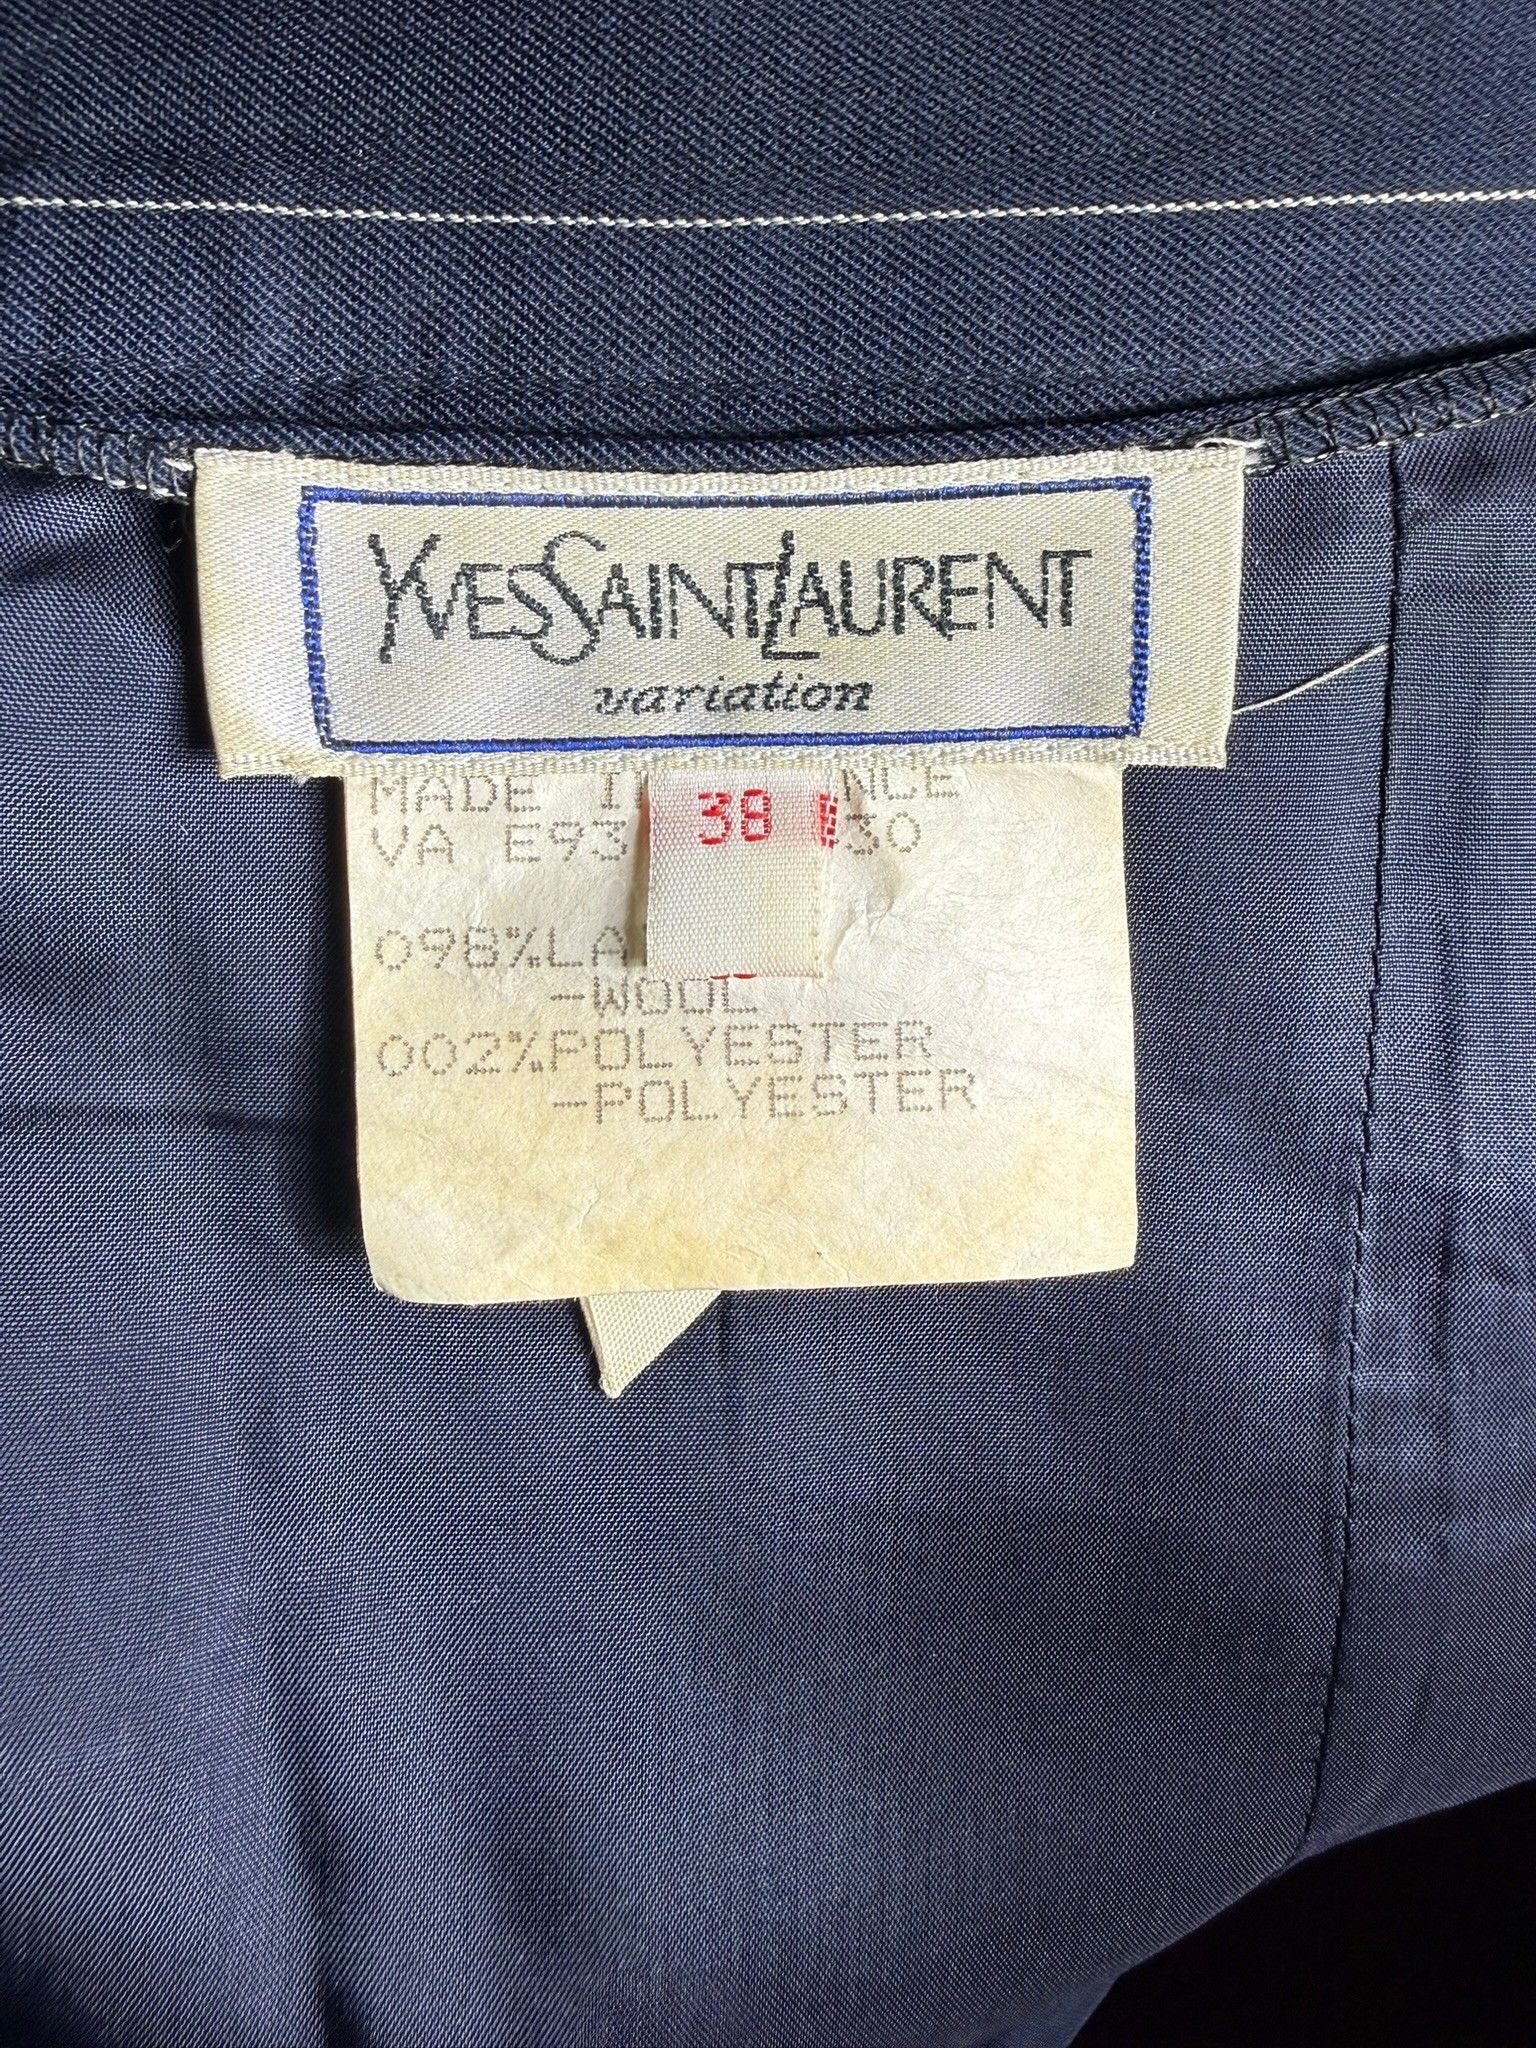 YVESSAINTLAURENT
variation
MADE I NCE
38
VA E93 30
098%LA
-WOOL
002%POLYESTER
-POLYESTER